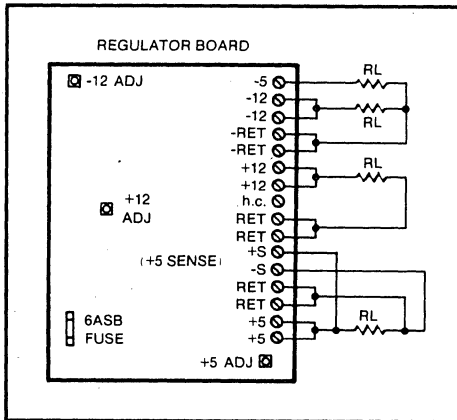 REGULATOR BOARD
-12 ADJ
+12
ADJ
(+5 SENSE)
6ASB
FUSE
+5 ADJ
-5
-12
-12
-RET
-RET
+12
+12
h.c.
RET
RET
+S
-S
RET
RET
+5
+5
RL
RL
RL
RL